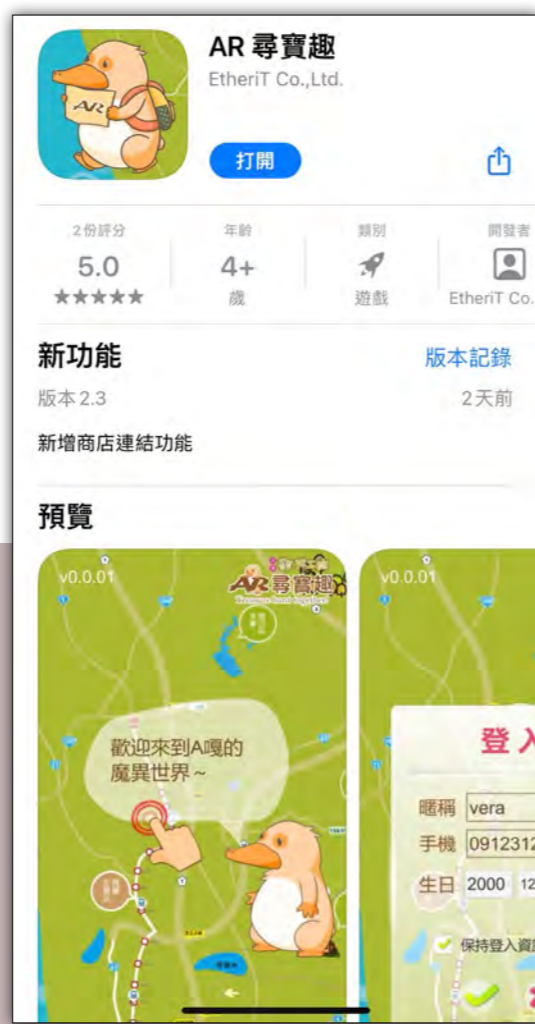 AR 尋寶趣
EtheriT Co.,Ltd.
AR
打開
2份評分
年齡
類別
開發者
5.0
4+
★★★★★
歲
遊戲
EtheriT Co.
新功能
版本記錄
版本 2.3
2天前
新增商店連結功能
預覽
v0.0.01
AR尋寶趣
歡迎來到A嘎的
魔異世界~
v0.0.01
登入
暱稱 vera
手機 0912312
生日 2000 12
保持登入資